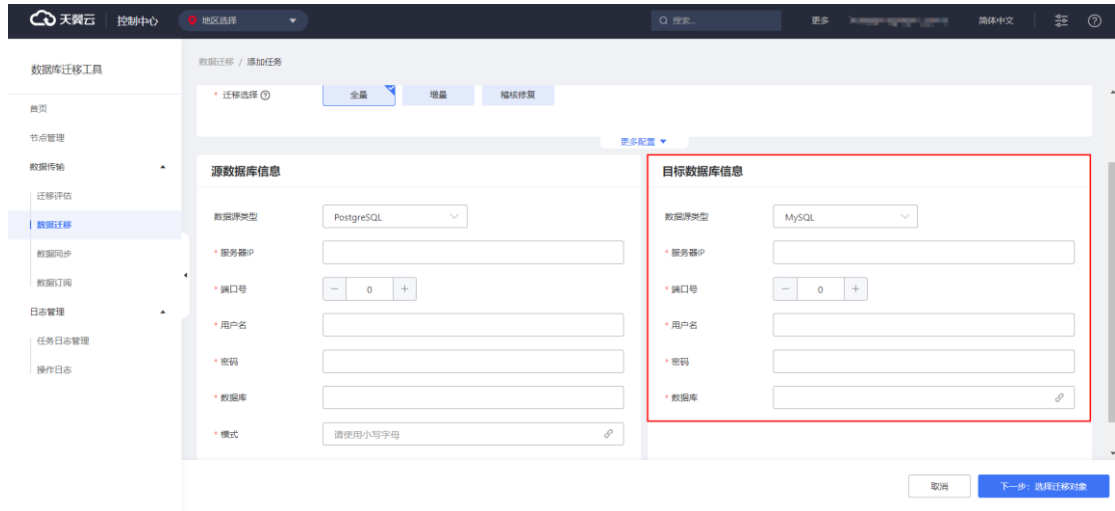 天翼云 控制中心 地区选择 搜索... 更多 简体中文
数据库迁移工具
数据迁移 / 添加任务
首页
节点管理
数据传输
迁移评估
数据迁移
数据同步
数据订阅
日志管理
任务日志管理
操作日志
* 迁移选择 全量 增量 稽核修复
更多配置
源数据库信息
数据源类型 PostgreSQL
* 服务器IP
* 端口号 - 0 +
* 用户名
* 密码
* 数据库
* 模式 请使用小写字母
目标数据库信息
数据源类型 MySQL
* 服务器IP
* 端口号 - 0 +
* 用户名
* 密码
* 数据库
取消 下一步：选择迁移对象